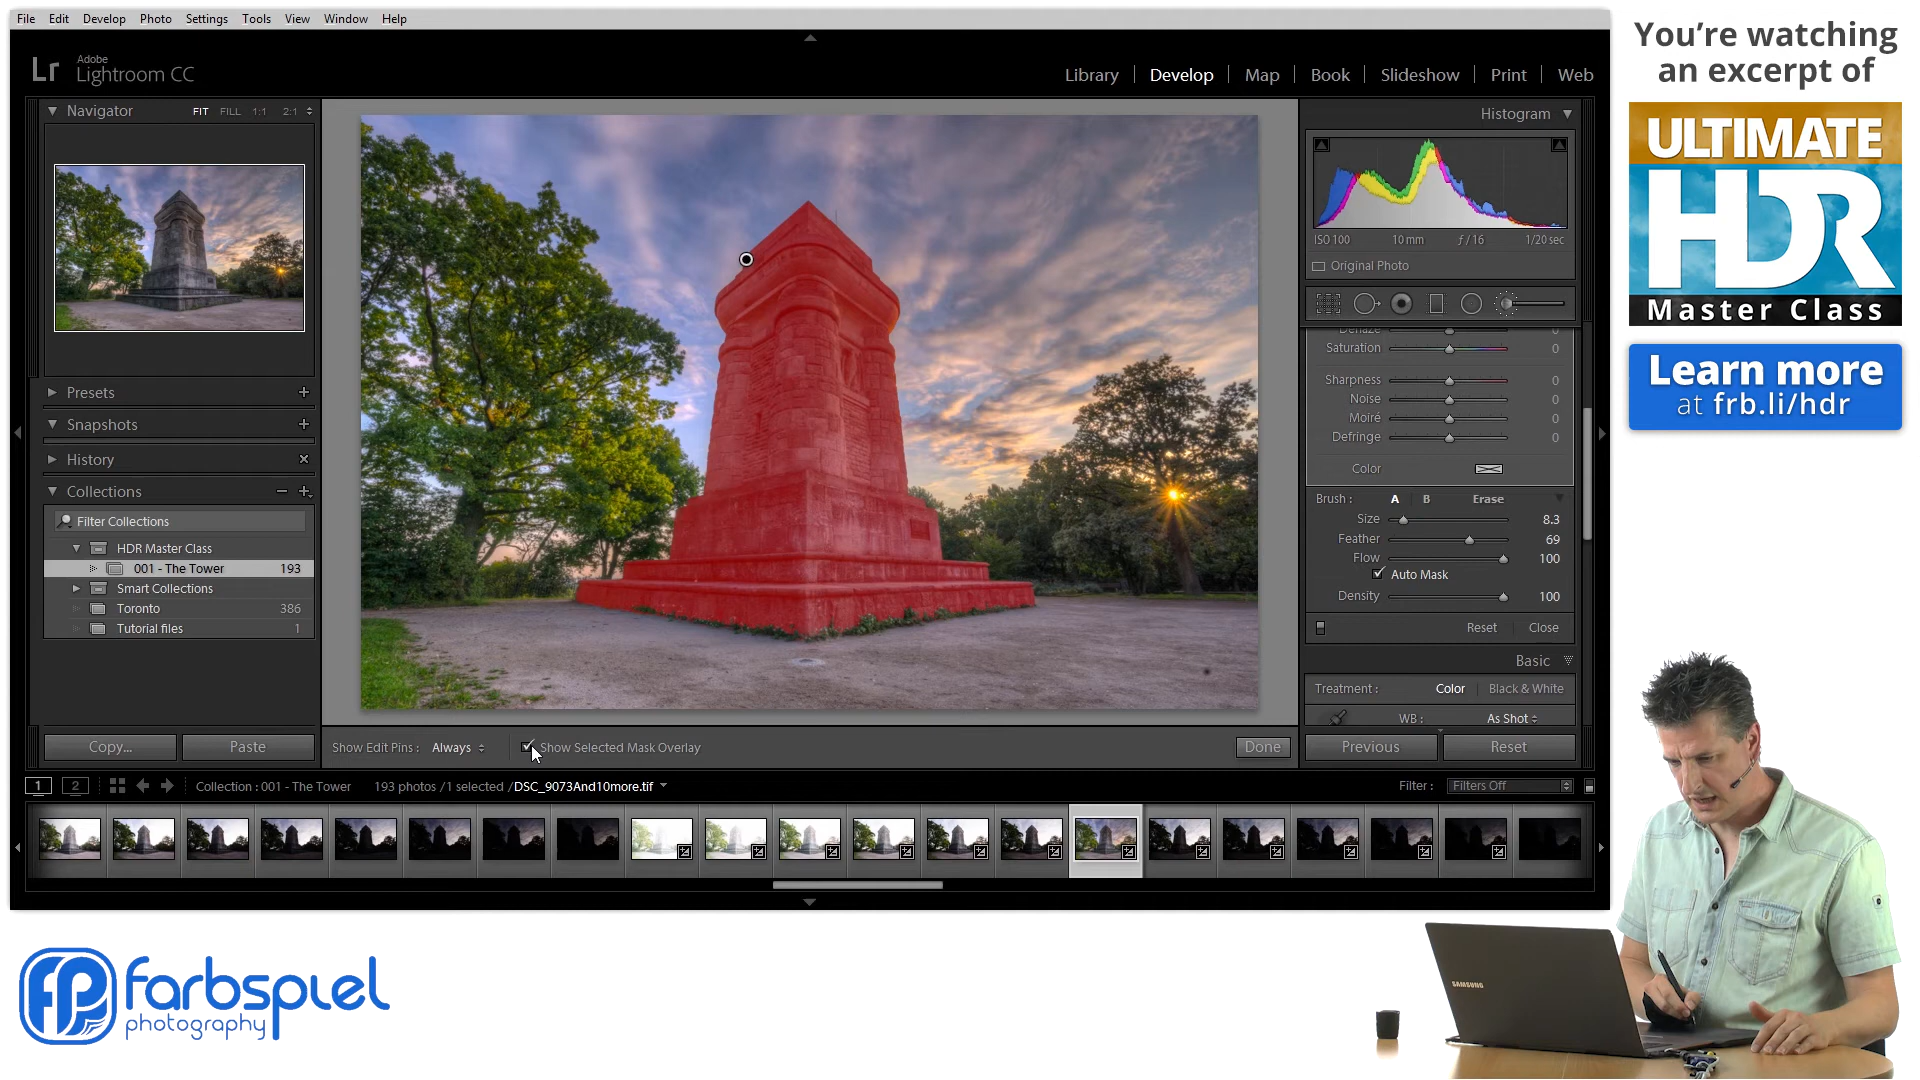 File Edit Develop Photo Settings Tools View Window Help
Lr Adobe
Lightroom CC
Library Develop Map Book Slideshow Print Web
Navigator FIT FILL 1:1 2:1
Presets
Snapshots
History
Collections
Filter Collections
HDR Master Class
001 - The Tower 193
Smart Collections
Toronto 386
Tutorial files 1
Copy... Paste
Show Edit Pins : Always Show Selected Mask Overlay Done
Histogram
ISO 100 10 mm ƒ / 16 1/20 sec
Original Photo
Dehaze 0
Saturation 0
Sharpness 0
Noise 0
Moiré 0
Defringe 0
Color
Brush : A B Erase
Size 8.3
Feather 69
Flow 100
Auto Mask
Density 100
Reset Close
Basic
Treatment : Color Black & White
WB : As Shot
Previous Reset
1 2 Collection : 001 - The Tower 193 photos / 1 selected / DSC_9073And10more.tif Filter : Filters Off
You're watching
an excerpt of
ULTIMATE
HDR
Master Class
Learn more
at frb.li/hdr
fp farbspiel
photography
SAMSUNG